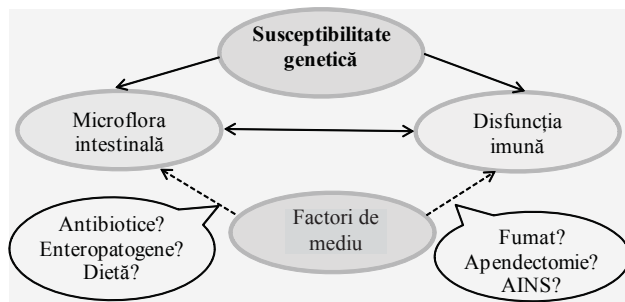 Susceptibilitate
genetică
Microflora
intestinală
Disfuncția
imună
Factori de
mediu
Antibiotice?
Enteropatogene?
Dietă?
Fumat?
Apendectomie?
AINS?